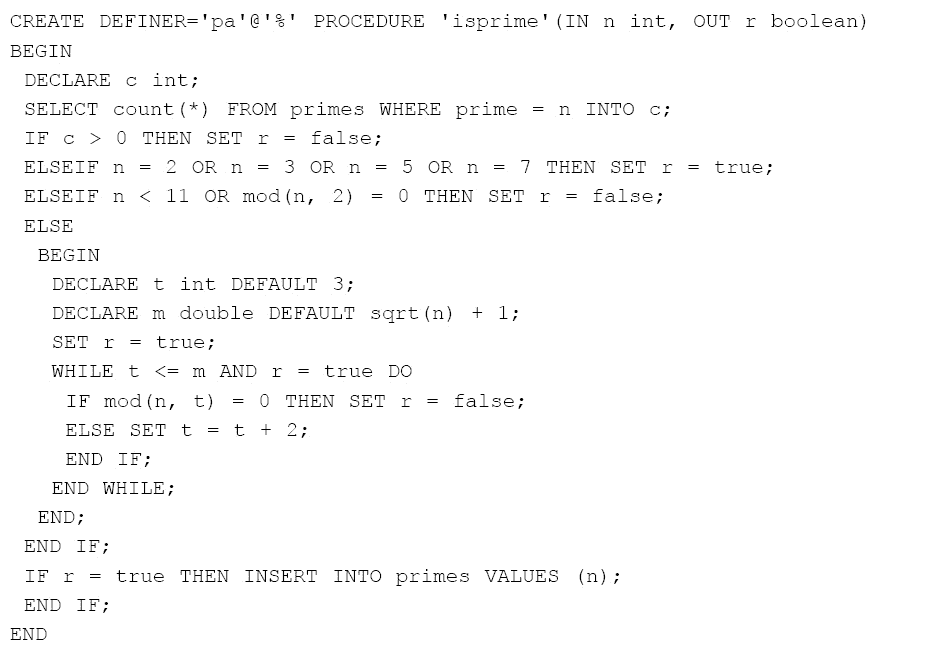 CREATE DEFINER='pa'@'%' PROCEDURE 'isprime'(IN n int, OUT r boolean)
BEGIN
DECLARE c int;
SELECT count(*) FROM primes WHERE prime = n INTO c;
IF c > 0 THEN SET r = false;
ELSEIF n = 2 OR n = 3 OR n = 5 OR n = 7 THEN SET r = true;
ELSEIF n < 11 OR mod(n, 2) = 0 THEN SET r = false;
ELSE
BEGIN
DECLARE t int DEFAULT 3;
DECLARE m double DEFAULT sqrt(n) + 1;
SET r = true;
WHILE t <= m AND r = true DO
IF mod(n, t) = 0 THEN SET r = false;
ELSE SET t = t + 2;
END IF;
END WHILE;
END;
END IF;
IF r = true THEN INSERT INTO primes VALUES (n);
END IF;
END